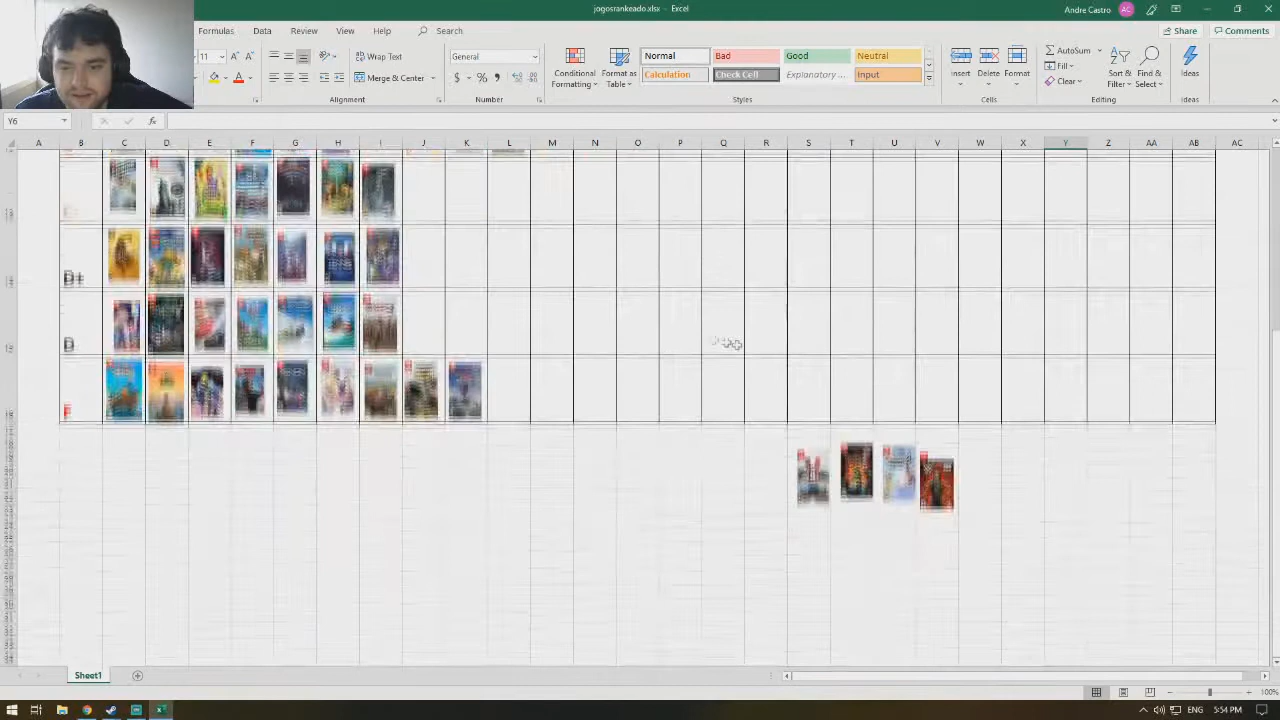 jogosrankeado.xlsx – Excel
Andre Castro AC
Formulas Data Review View Help Search
Share Comments
11 Wrap Text General Normal Bad Good Neutral AutoSum
Merge & Center Conditional Formatting Format as Table Calculation Check Cell Explanatory ... Input Insert Delete Format Fill Sort & Filter Find & Select Ideas
Clear
Alignment Number Styles Cells Editing Ideas
Y6 fx
A B C D E F G H I J K L M N O P Q R S T U V W X Y Z AA AB AC
D+
D
Sheet1
100%
ENG 5:54 PM